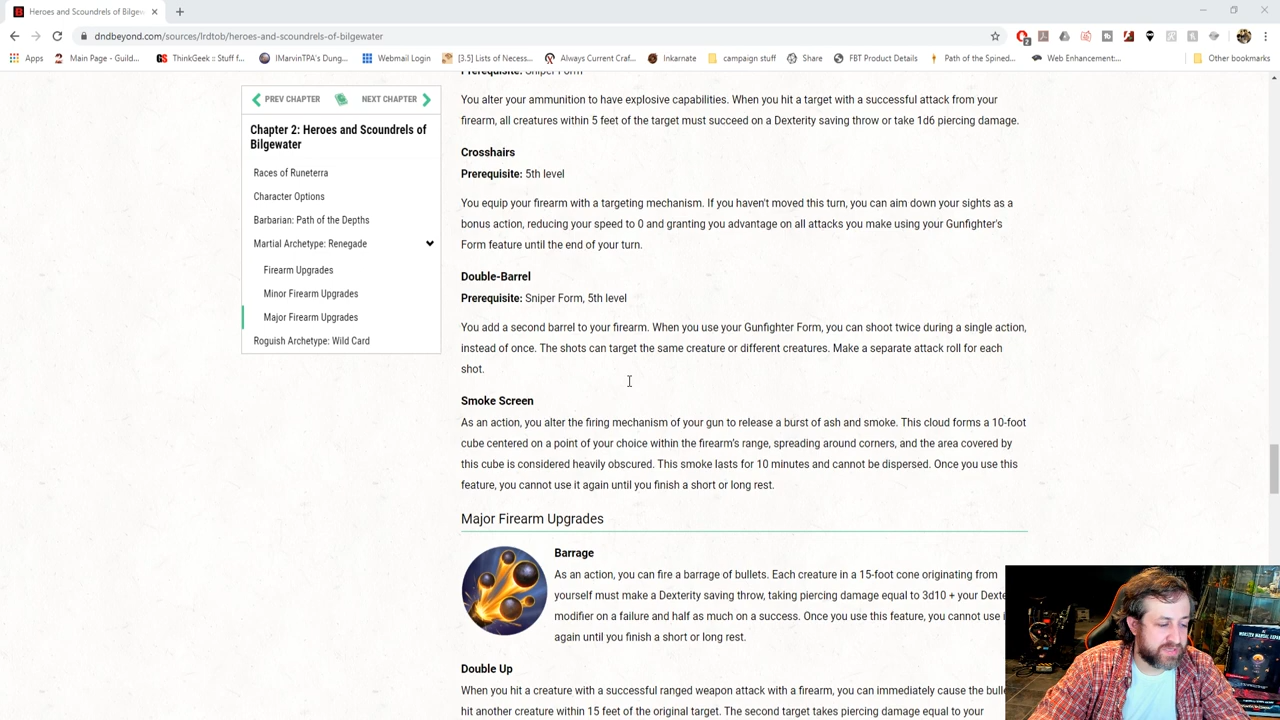 Heroes and Scoundrels of Bilgew
dndbeyond.com/sources/lrdtob/heroes-and-scoundrels-of-bilgewater
Apps
Main Page - Guild...
ThinkGeek :: Stuff f...
IMarvinTPA's Dung...
Webmail Login
[3.5] Lists of Necess...
Always Current Craf...
Inkarnate
campaign stuff
Share
FBT Product Details
Path of the Spined...
Web Enhancement:...
Other bookmarks
PREV CHAPTER
NEXT CHAPTER
Chapter 2: Heroes and Scoundrels of
Bilgewater
Races of Runeterra
Character Options
Barbarian: Path of the Depths
Martial Archetype: Renegade
Firearm Upgrades
Minor Firearm Upgrades
Major Firearm Upgrades
Roguish Archetype: Wild Card
Prerequisite: Sniper Form
You alter your ammunition to have explosive capabilities. When you hit a target with a successful attack from your
firearm, all creatures within 5 feet of the target must succeed on a Dexterity saving throw or take 1d6 piercing damage.
Crosshairs
Prerequisite: 5th level
You equip your firearm with a targeting mechanism. If you haven't moved this turn, you can aim down your sights as a
bonus action, reducing your speed to 0 and granting you advantage on all attacks you make using your Gunfighter's
Form feature until the end of your turn.
Double-Barrel
Prerequisite: Sniper Form, 5th level
You add a second barrel to your firearm. When you use your Gunfighter Form, you can shoot twice during a single action,
instead of once. The shots can target the same creature or different creatures. Make a separate attack roll for each
shot.
Smoke Screen
As an action, you alter the firing mechanism of your gun to release a burst of ash and smoke. This cloud forms a 10-foot
cube centered on a point of your choice within the firearm's range, spreading around corners, and the area covered by
this cube is considered heavily obscured. This smoke lasts for 10 minutes and cannot be dispersed. Once you use this
feature, you cannot use it again until you finish a short or long rest.
Major Firearm Upgrades
Barrage
As an action, you can fire a barrage of bullets. Each creature in a 15-foot cone originating from
yourself must make a Dexterity saving throw, taking piercing damage equal to 3d10 + your Dexte
modifier on a failure and half as much on a success. Once you use this feature, you cannot use i
again until you finish a short or long rest.
Double Up
When you hit a creature with a successful ranged weapon attack with a firearm, you can immediately cause the bulle
hit another creature within 15 feet of the original target. The second target takes piercing damage equal to your